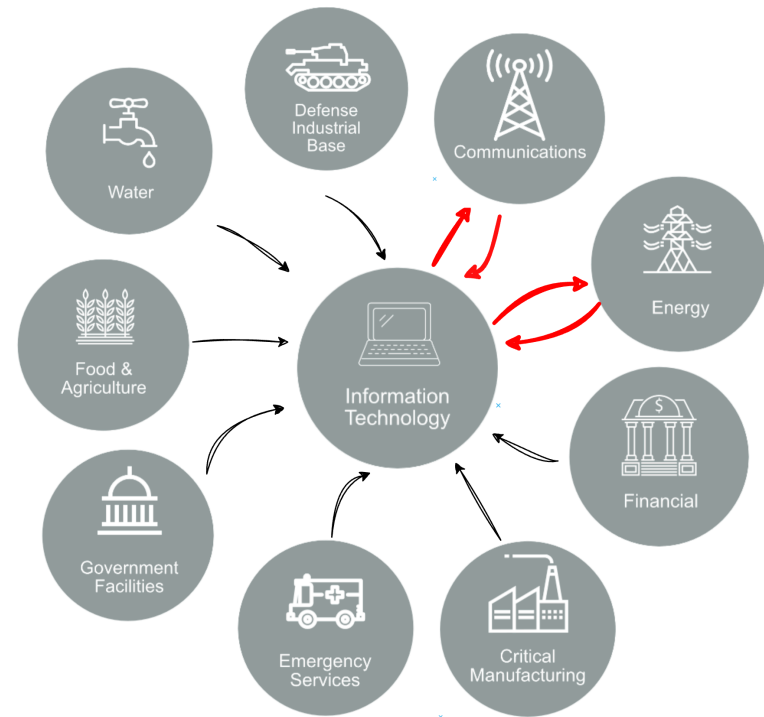 Defense
Industrial
Base
Communications
Water
Energy
Food &
Agriculture
Information
Technology
$
Financial
Government
Facilities
Emergency
Services
Critical
Manufacturing